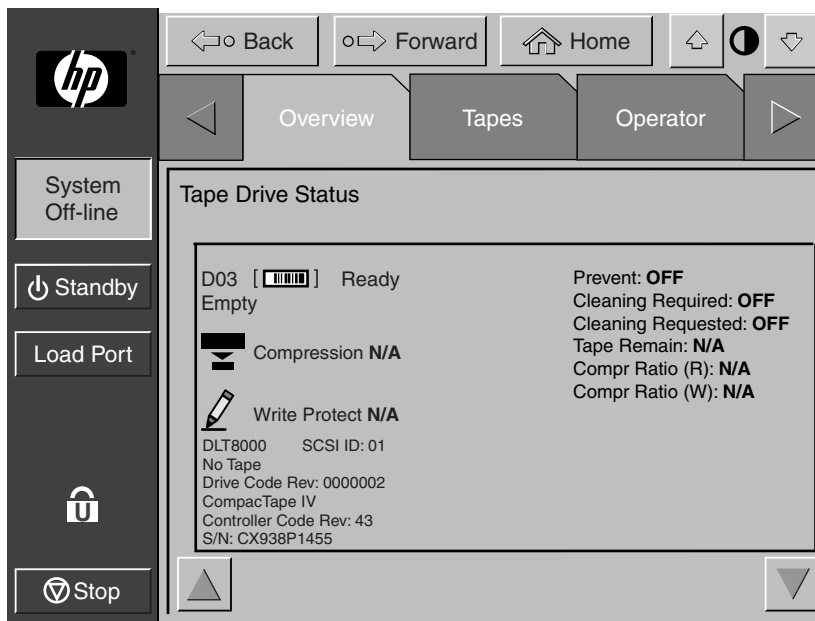 Back
Forward
Home
hp
Overview
Tapes
Operator
System
Off-line
Standby
Load Port
U
Stop
Tape Drive Status
D03 [ ] Ready
Empty
Compression N/A
Write Protect N/A
DLT8000 SCSI ID: 01
No Tape
Drive Code Rev: 0000002
CompacTape IV
Controller Code Rev: 43
S/N: CX938P1455
Prevent: OFF
Cleaning Required: OFF
Cleaning Requested: OFF
Tape Remain: N/A
Compr Ratio (R): N/A
Compr Ratio (W): N/A